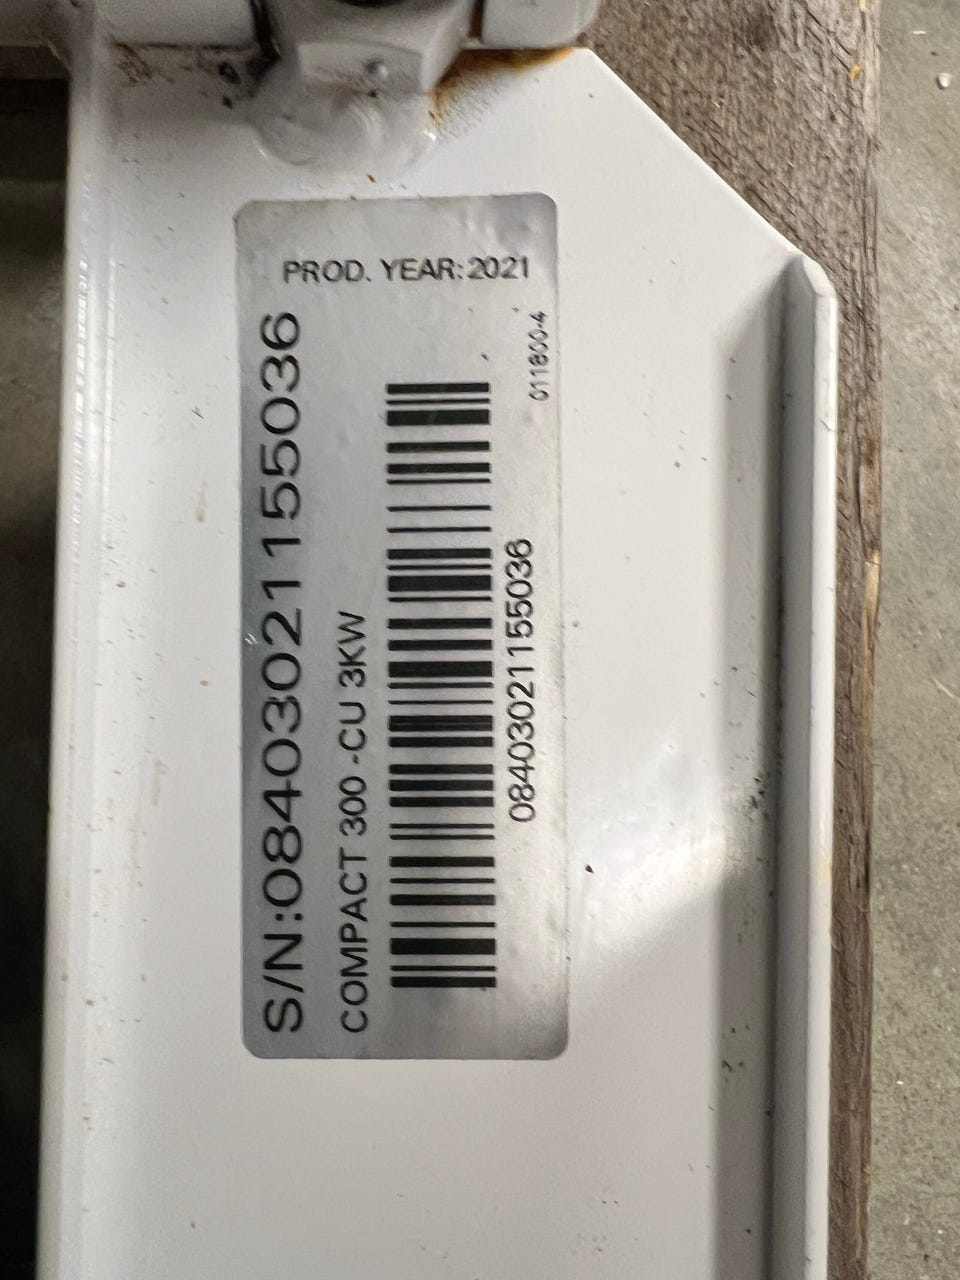 PROD. YEAR:2021
S/N:08403021155036
COMPACT 300 -CU 3KW
08403021155036
011800-4